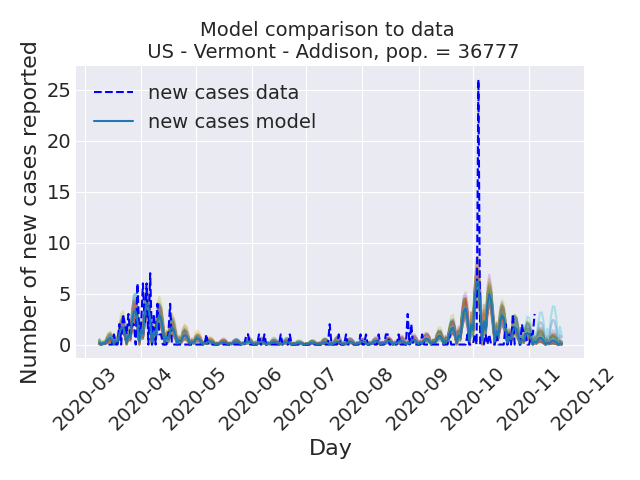 Model comparison to data
US - Vermont - Addison, pop. = 36777
Number of new cases reported
25
20
15
10
5
0
new cases data
new cases model
2020-03
2020-04
2020-05
2020-06
2020-07
2020-08
2020-09
2020-10
2020-11
2020-12
Day